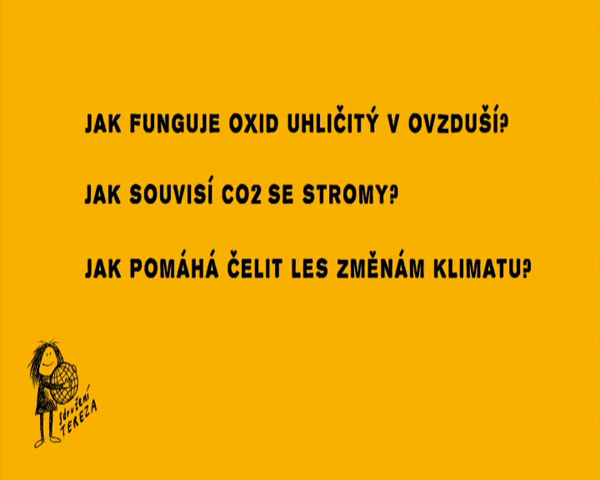 JAK FUNGUJE OXID UHLIČITÝ V OVZDUŠÍ?
JAK SOUVISÍ CO2 SE STROMY?
JAK POMÁHÁ ČELIT LES ZMĚNÁM KLIMATU?
Sdružení
TEREZA